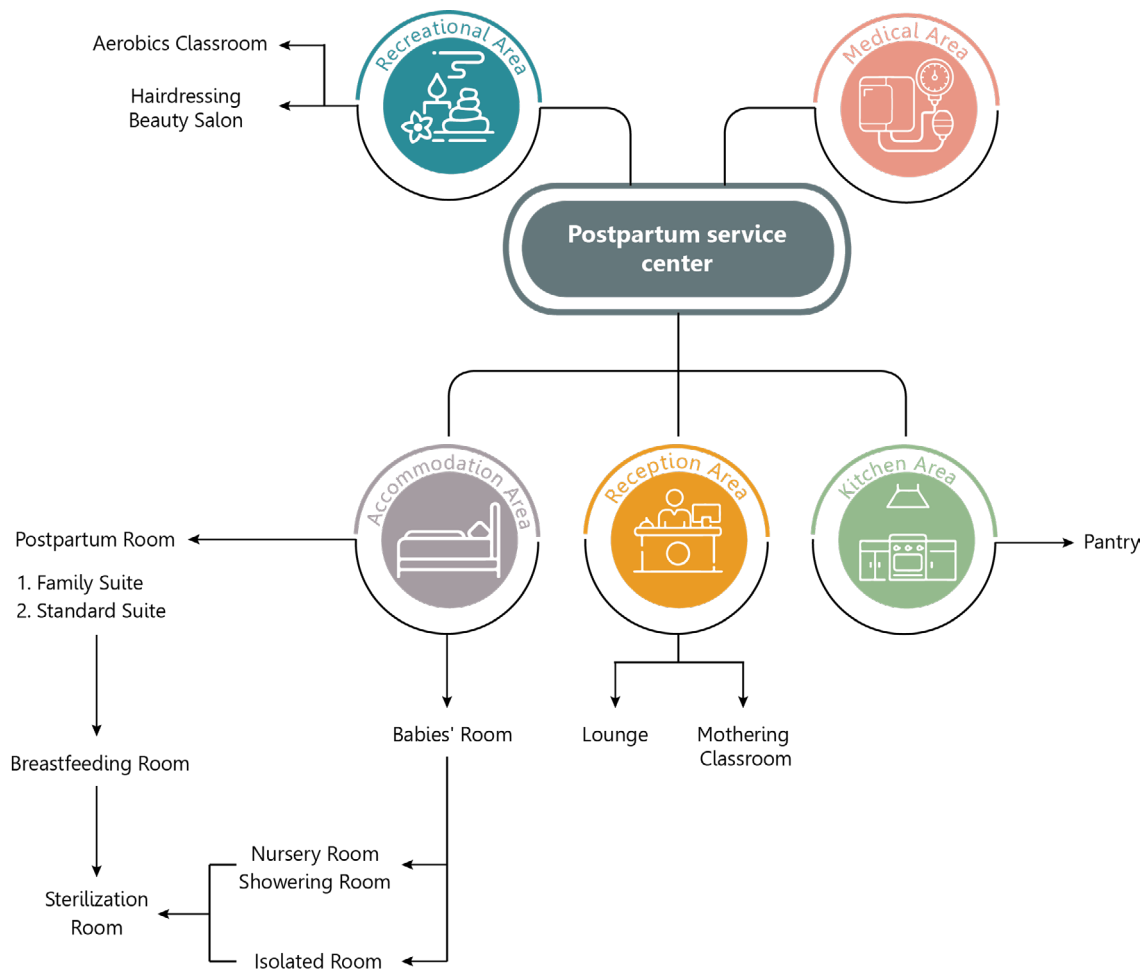 Recreational Area
Medical Area
Aerobics Classroom
Hairdressing
Beauty Salon
Postpartum service
center
Accommodation Area
Reception Area
Kitchen Area
Postpartum Room
1. Family Suite
2. Standard Suite
Pantry
Babies' Room
Lounge
Mothering
Classroom
Breastfeeding Room
Nursery Room
Showering Room
Sterilization
Room
Isolated Room